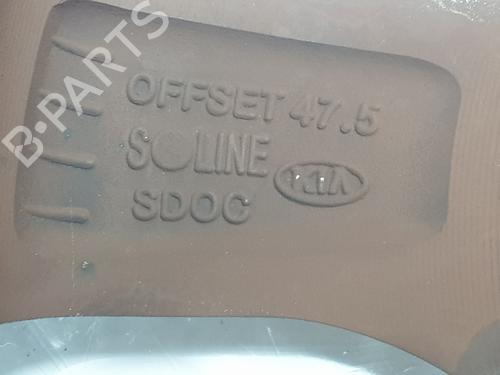 B-PARTS
OFFSET 47.5
SOLINE
KIA
SDOC